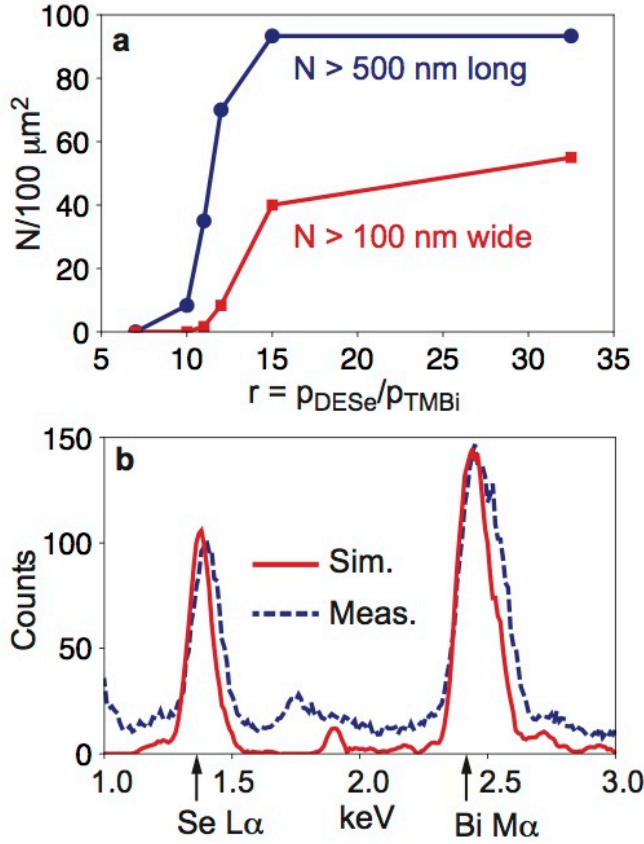 a
100
80
60
40
20
0
N/100 μm²
N > 500 nm long
N > 100 nm wide
5 10 15 20 25 30 35
r = p_DESe/p_TMBi
b
150
100
50
0
Counts
Sim.
Meas.
1.0 1.5 2.0 2.5 3.0
Se Lα keV Bi Mα